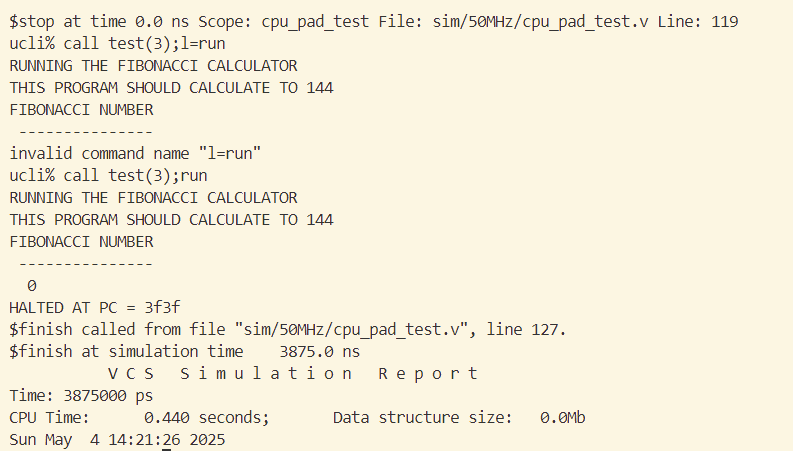 $stop at time 0.0 ns Scope: cpu_pad_test File: sim/50MHz/cpu_pad_test.v Line: 119
ucli% call test(3);l=run
RUNNING THE FIBONACCI CALCULATOR
THIS PROGRAM SHOULD CALCULATE TO 144
FIBONACCI NUMBER
 ---------------
invalid command name "l=run"
ucli% call test(3);run
RUNNING THE FIBONACCI CALCULATOR
THIS PROGRAM SHOULD CALCULATE TO 144
FIBONACCI NUMBER
 ---------------
  0
HALTED AT PC = 3f3f
$finish called from file "sim/50MHz/cpu_pad_test.v", line 127.
$finish at simulation time    3875.0 ns
           V C S   S i m u l a t i o n   R e p o r t
Time: 3875000 ps
CPU Time:      0.440 seconds;       Data structure size:   0.0Mb
Sun May  4 14:21:26 2025